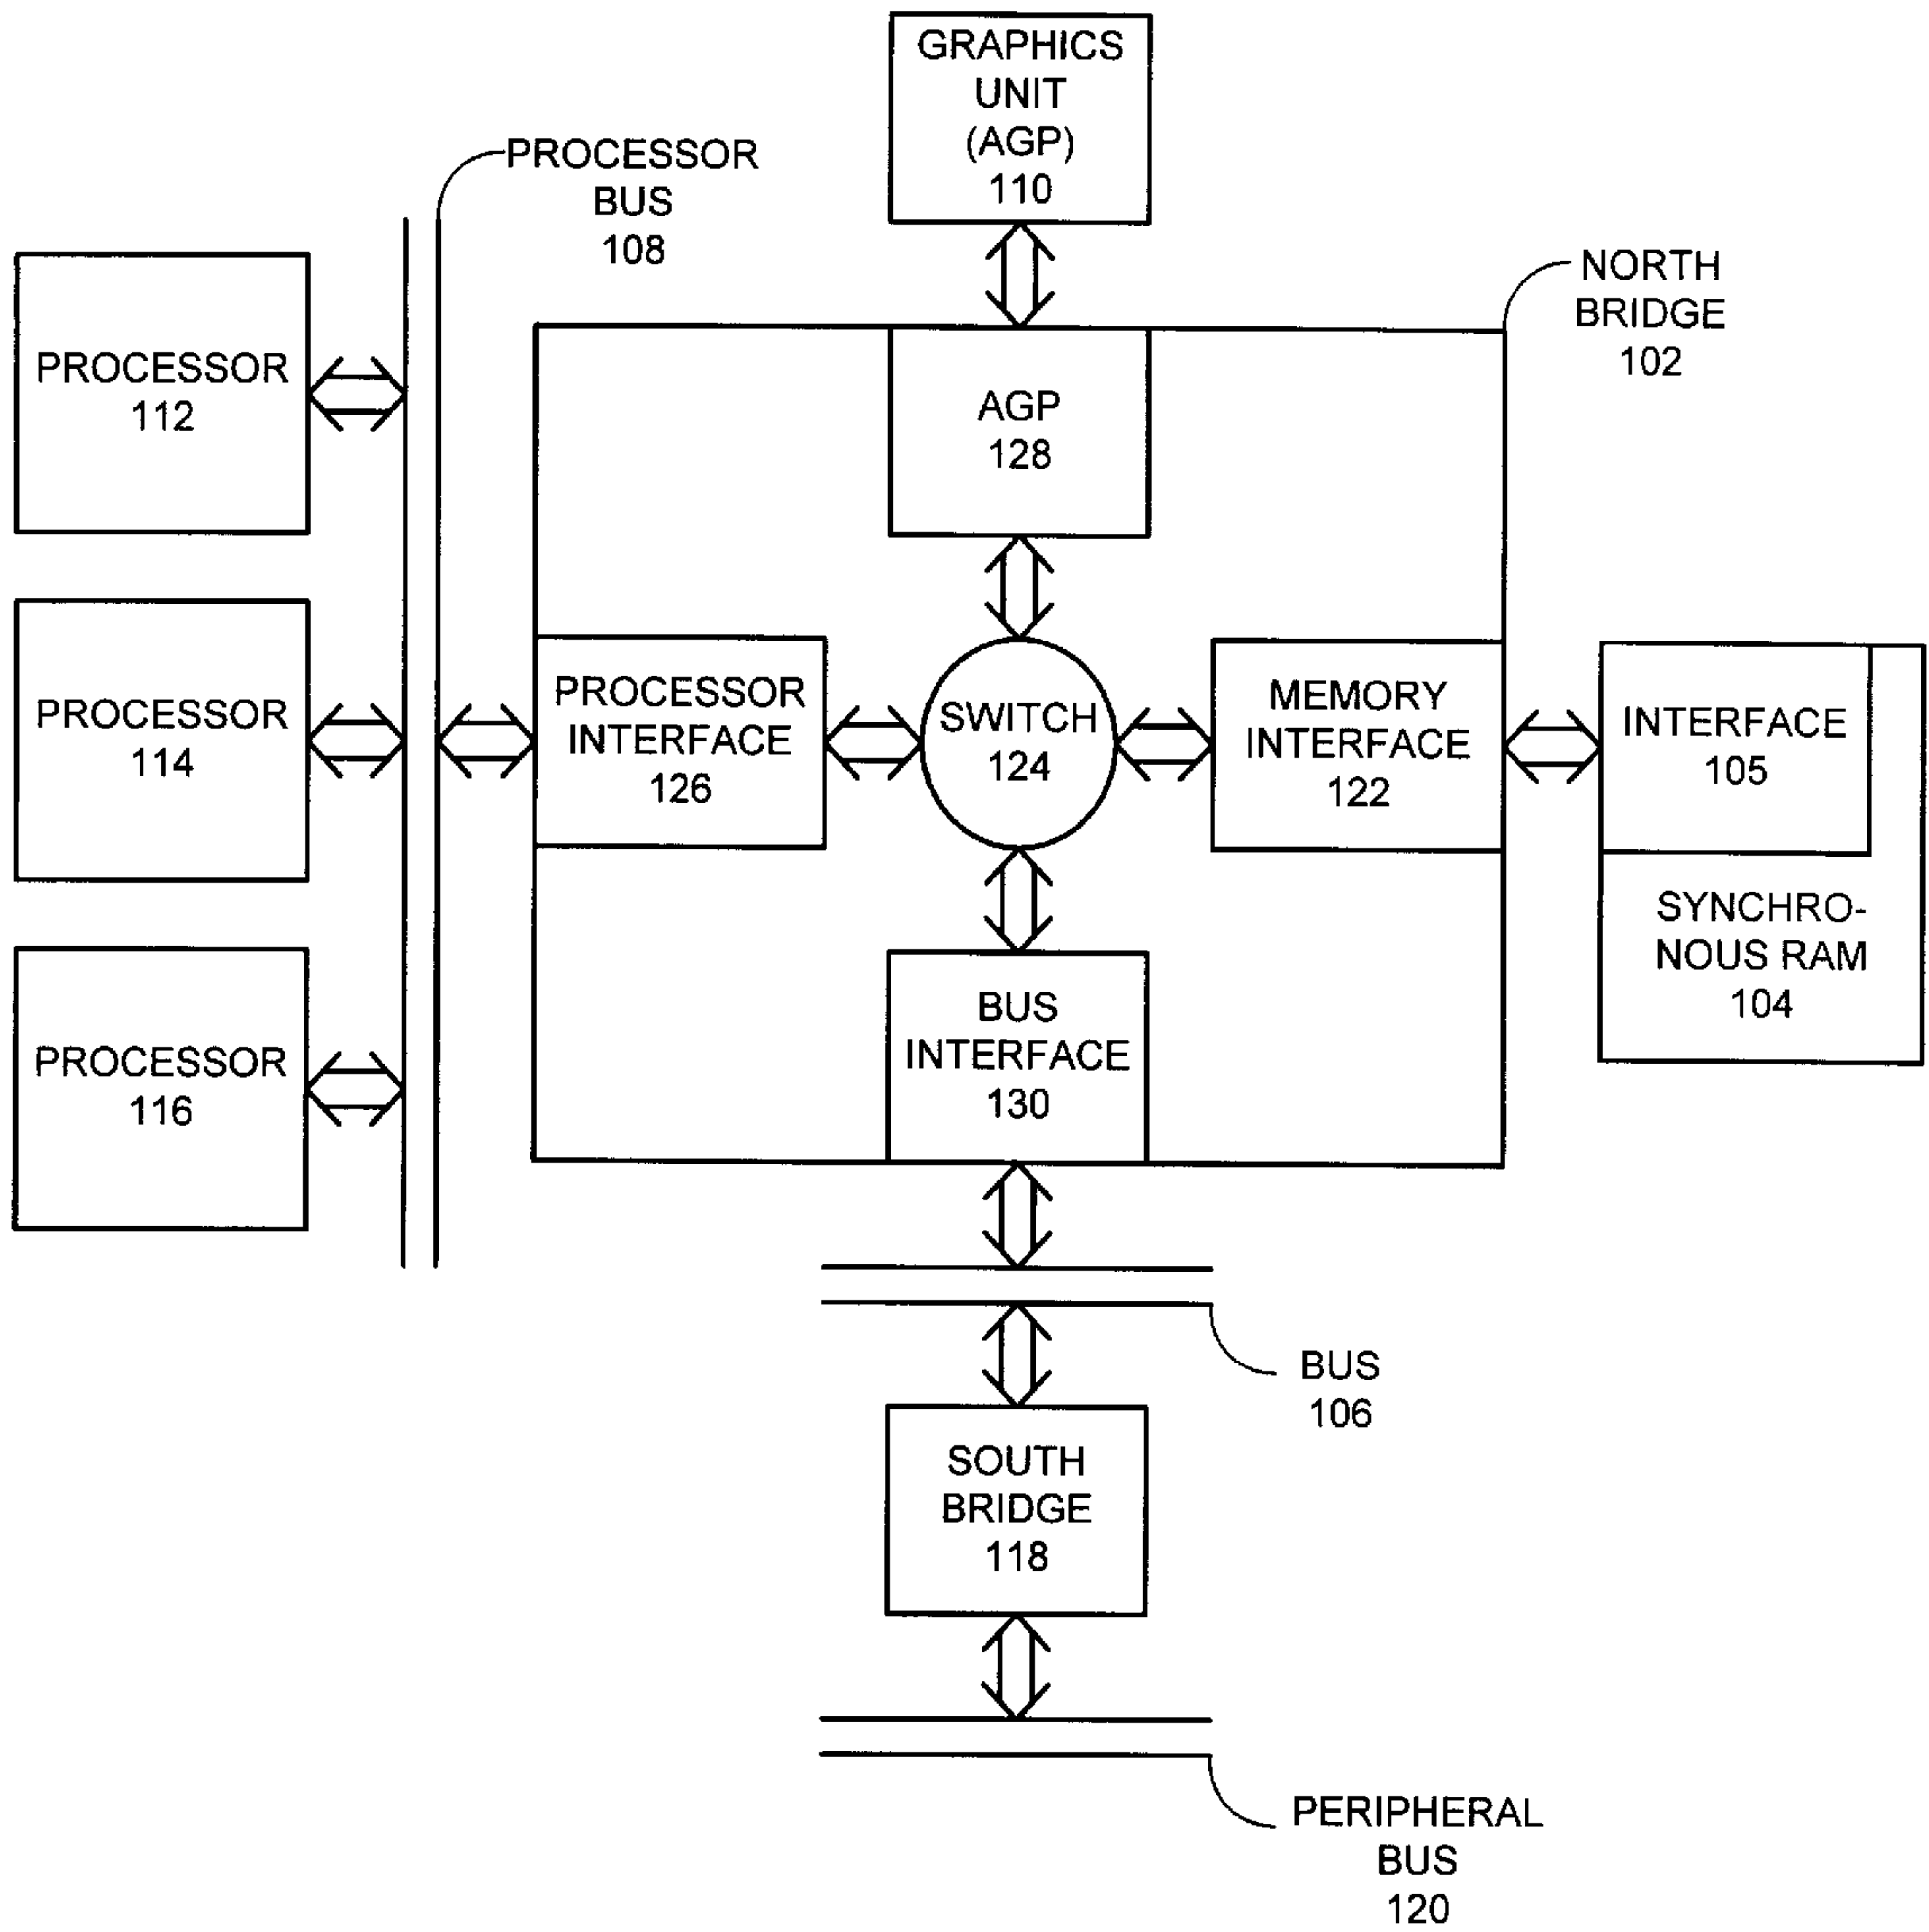 GRAPHICS
UNIT
(AGP)
110
PROCESSOR
BUS
108
NORTH
BRIDGE
102
PROCESSOR
112
AGP
128
PROCESSOR
114
PROCESSOR
INTERFACE
126
SWITCH
124
MEMORY
INTERFACE
122
INTERFACE
105
SYNCHRO-
NOUS RAM
104
PROCESSOR
116
BUS
INTERFACE
130
BUS
106
SOUTH
BRIDGE
118
PERIPHERAL
BUS
120